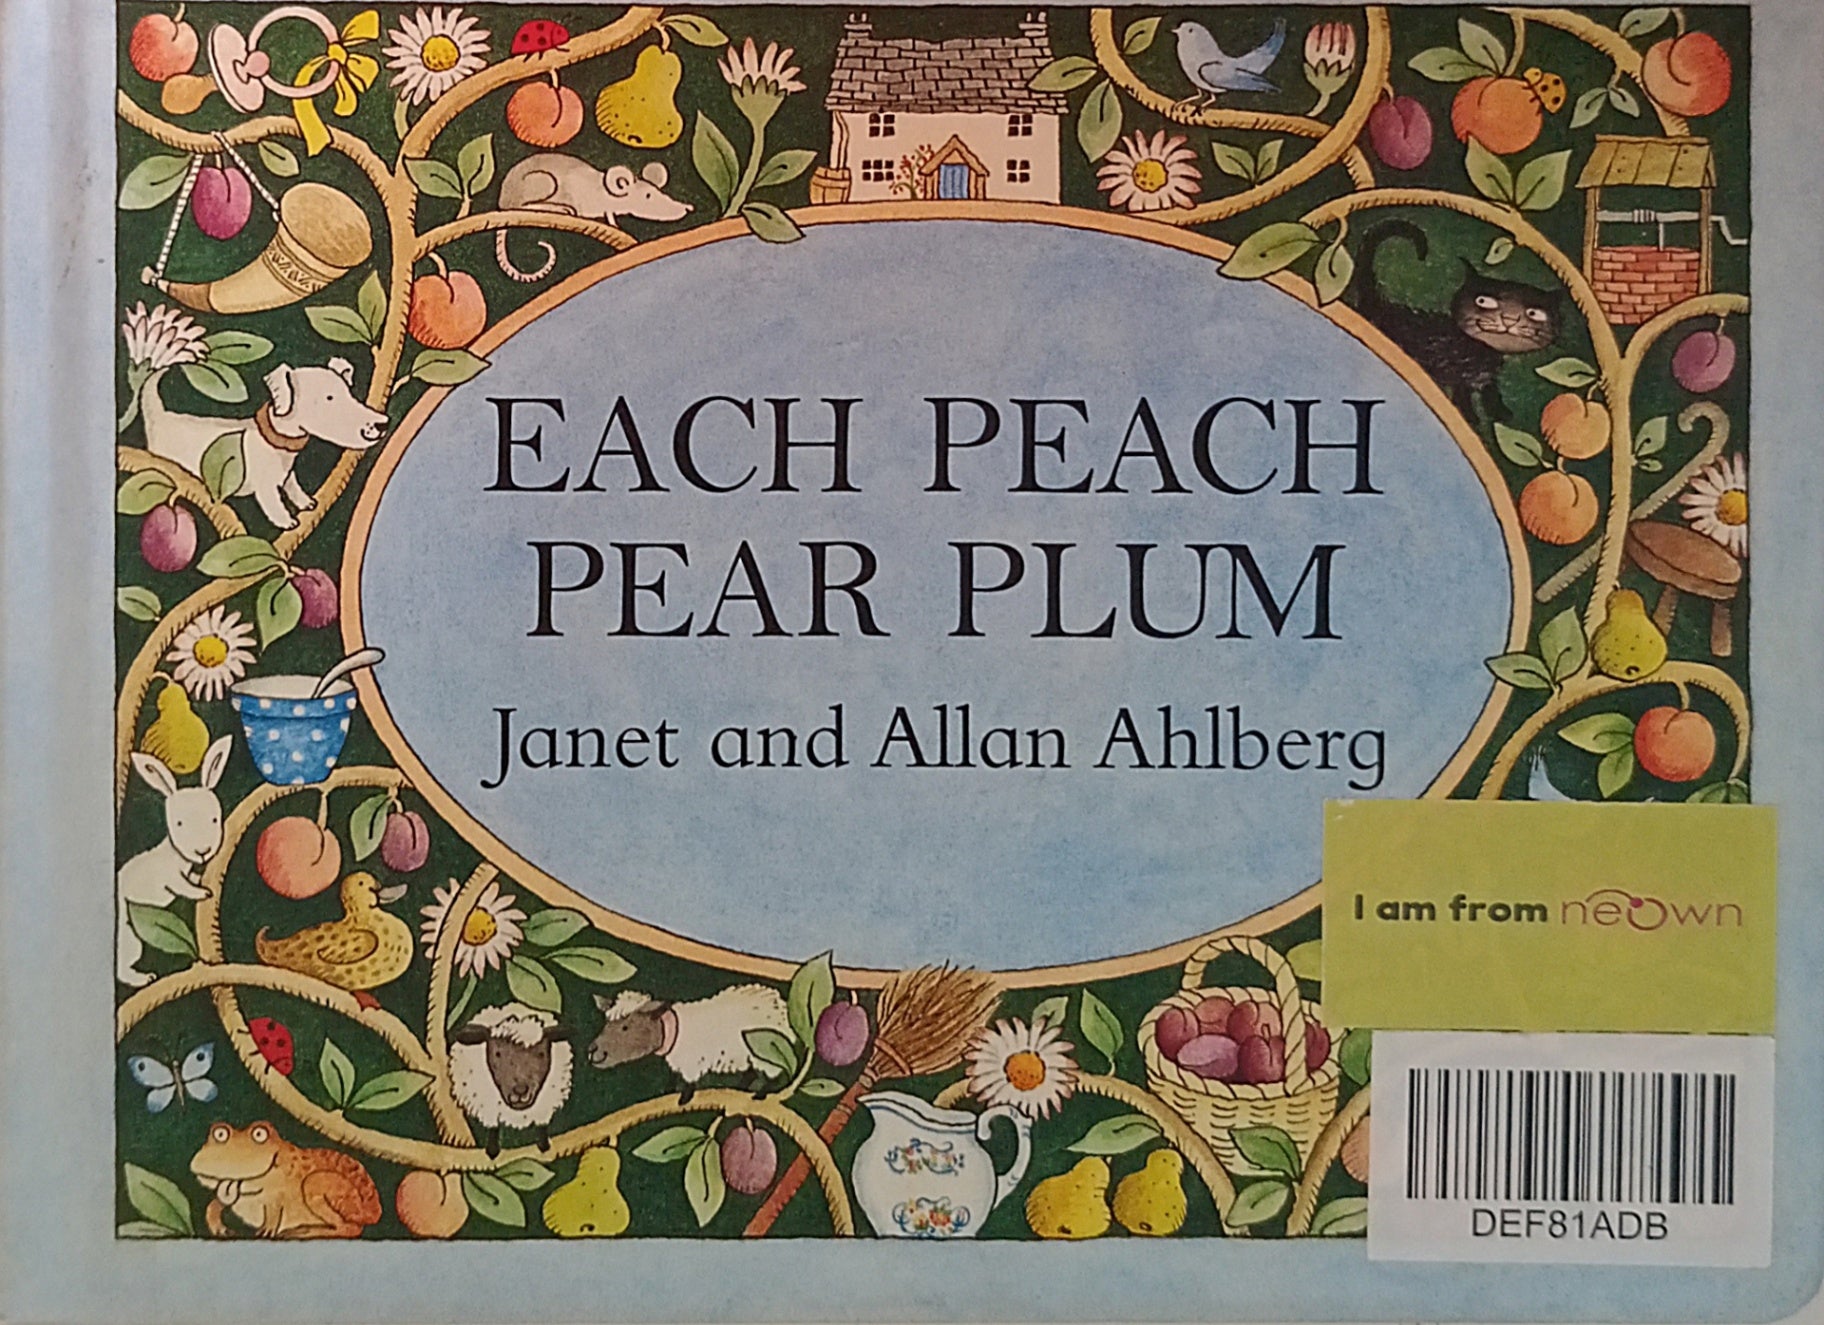 EACH PEACH
PEAR PLUM
Janet and Allan Ahlberg
I am from neown
DEF81ADB